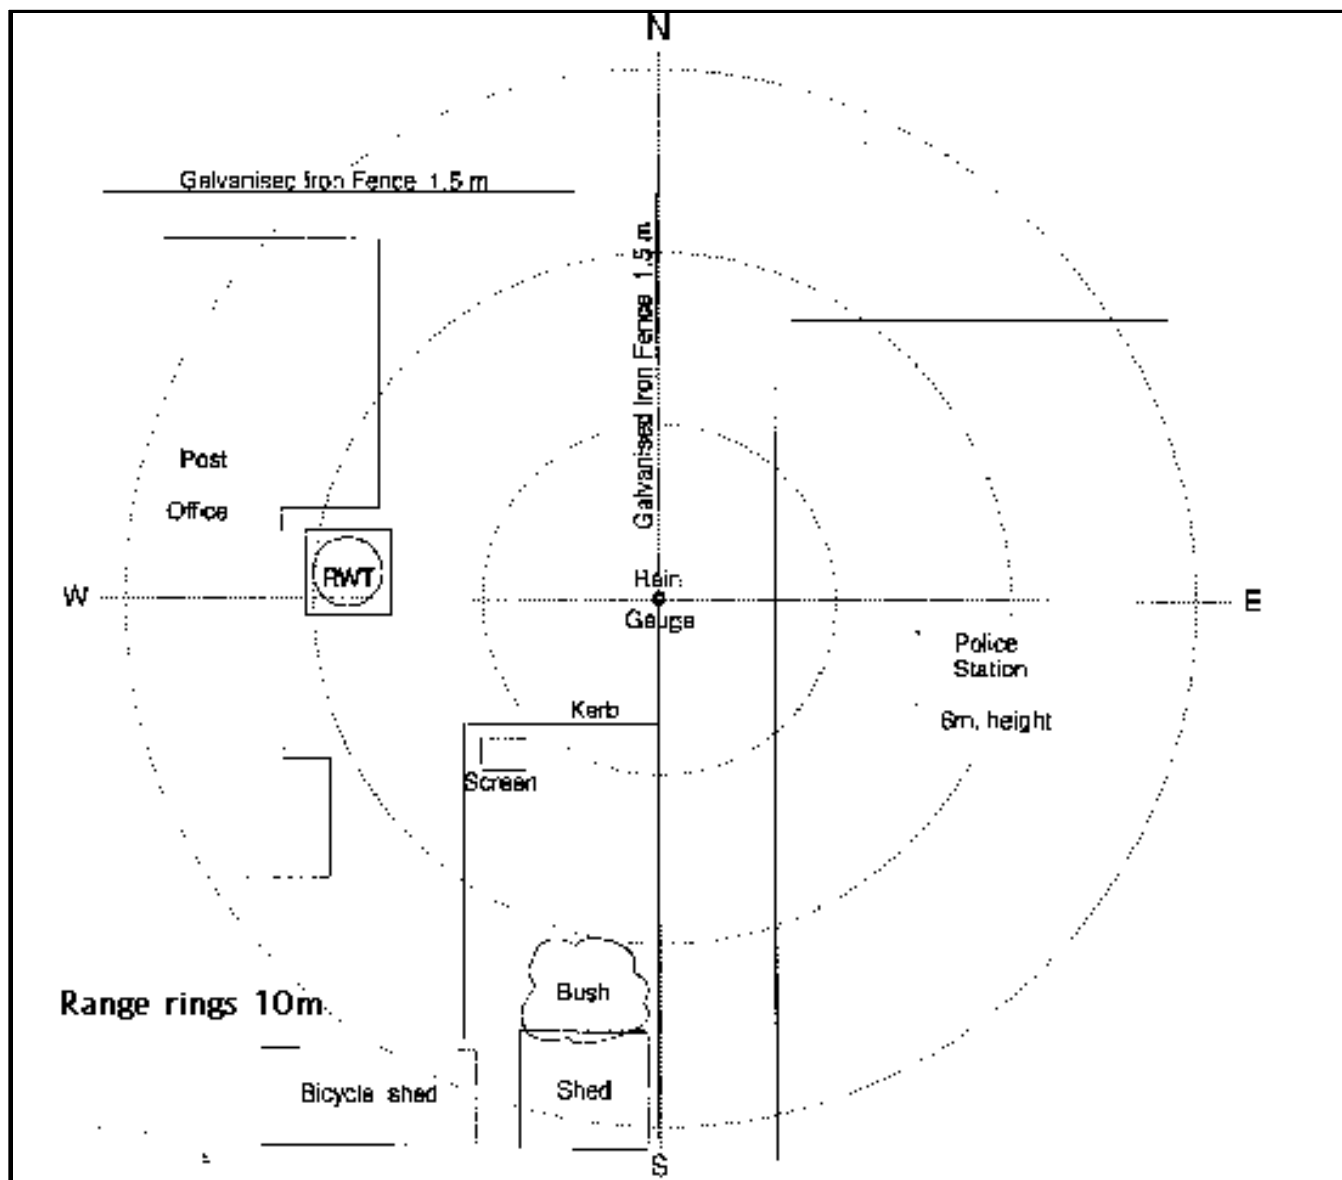 N
Galvanised Iron Fence 1.5 m
Galvanised Iron Fence 1.5 m
Post
Office
RWT
W
Rain
Gauge
E
Police
Station
6m. height
Kerb
Screen
Bush
Range rings 10m
Bicycle shed
Shed
S